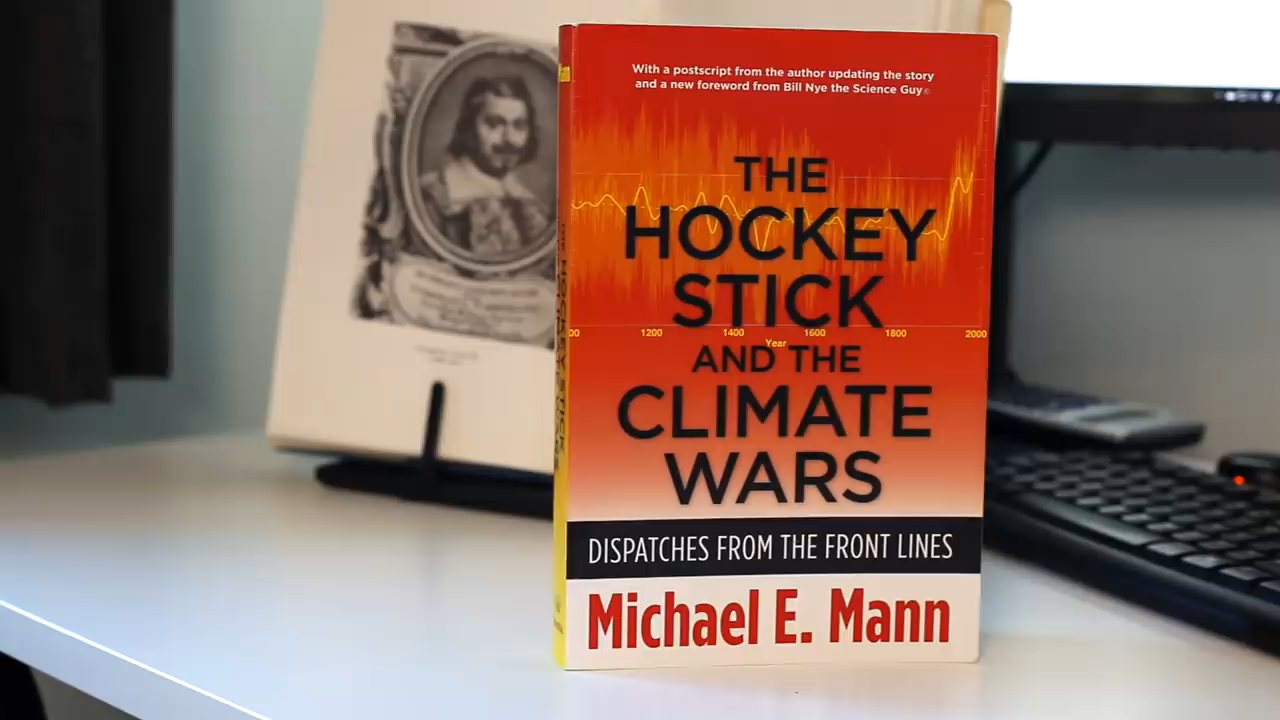 With a postscript from the author updating the story
and a new foreword from Bill Nye the Science Guy©
THE
HOCKEY
STICK
00 1200 1400 1600 1800 2000
Year
AND THE
CLIMATE
WARS
DISPATCHES FROM THE FRONT LINES
Michael E. Mann